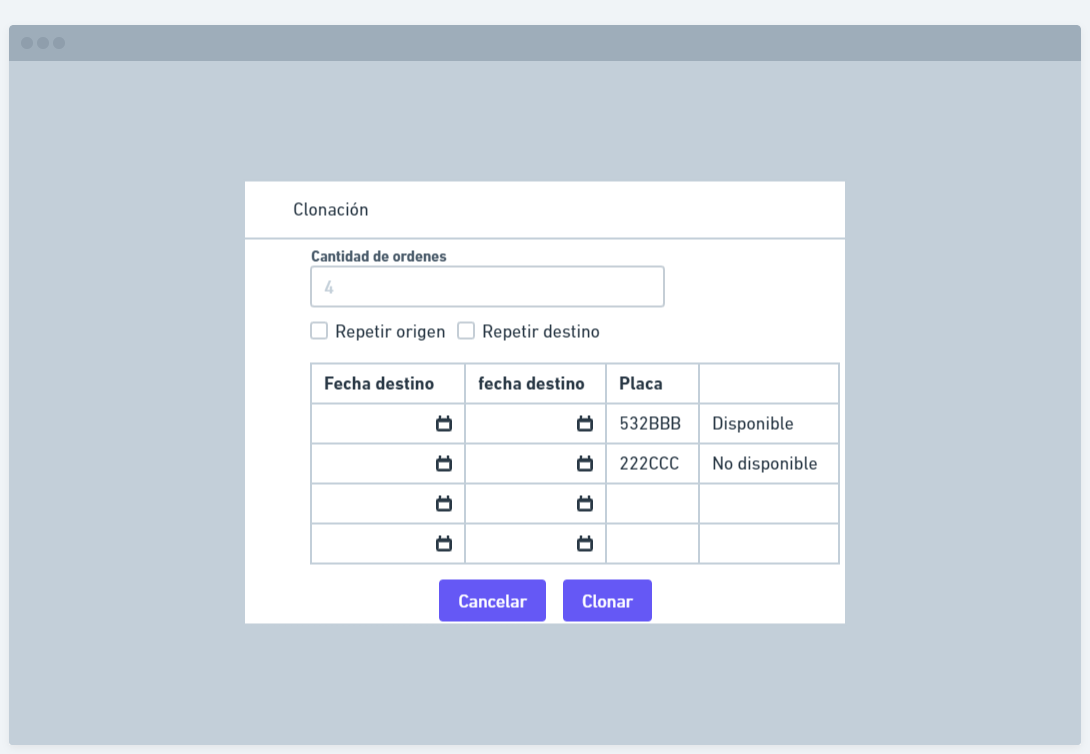 Clonación
Cantidad de ordenes
4
Repetir origen Repetir destino
Fecha destino fecha destino Placa
532BBB Disponible
222CCC No disponible
Cancelar Clonar